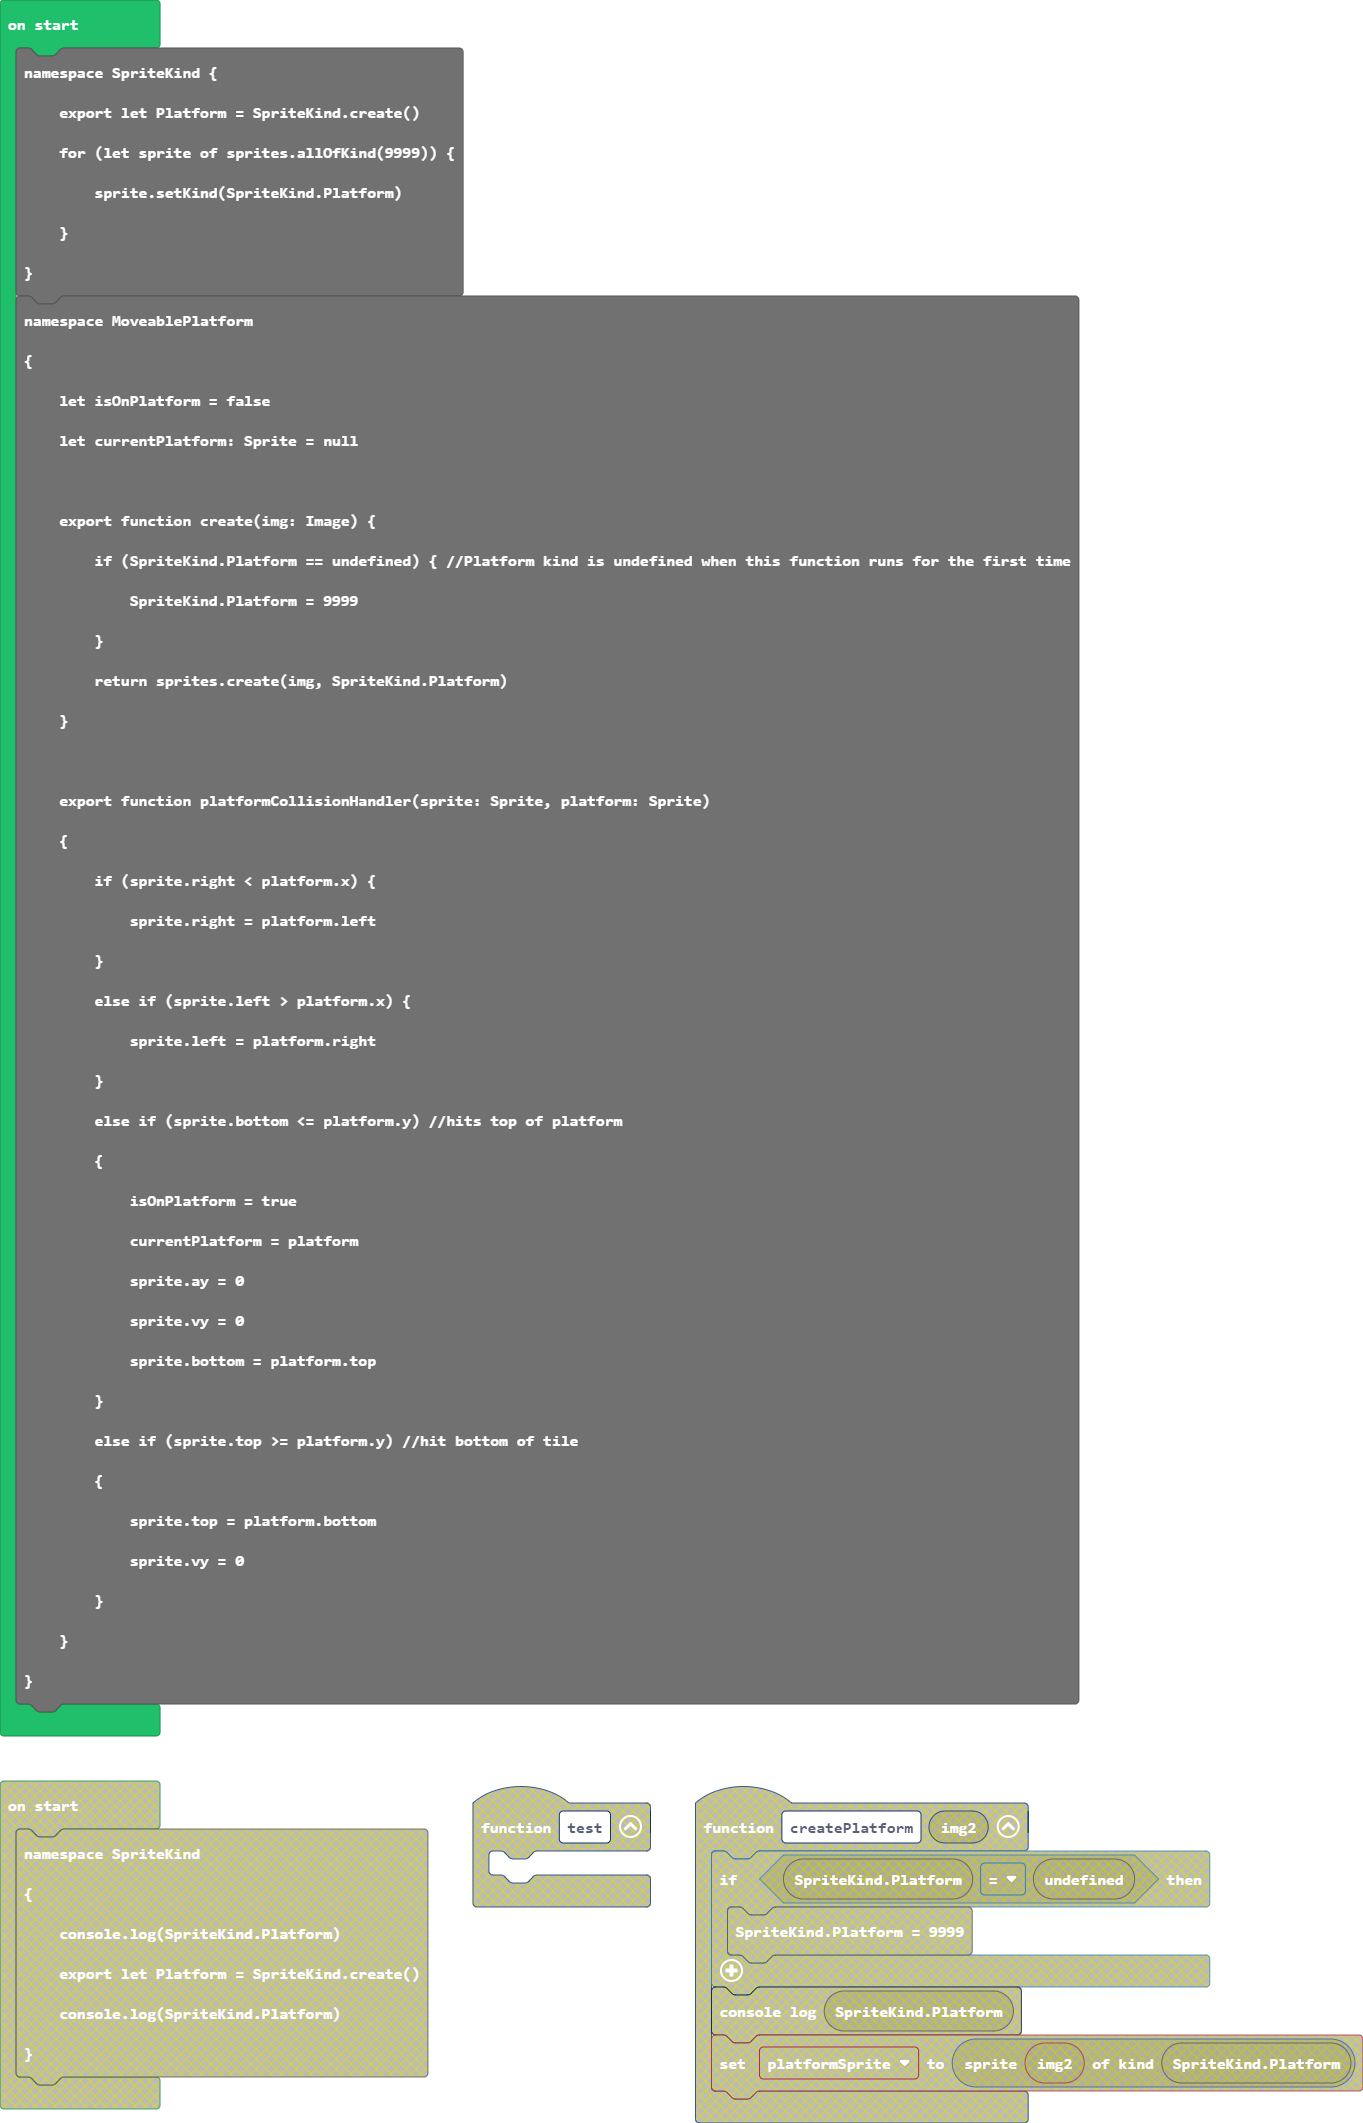 on start
namespace SpriteKind {
export let Platform = SpriteKind.create()
for (let sprite of sprites.allOfKind(9999)) {
sprite.setKind(SpriteKind.Platform)
}
}
namespace MoveablePlatform
{
let isOnPlatform = false
let currentPlatform: Sprite = null
export function create(img: Image) {
if (SpriteKind.Platform == undefined) { //Platform kind is undefined when this function runs for the first time
SpriteKind.Platform = 9999
}
return sprites.create(img, SpriteKind.Platform)
}
export function platformCollisionHandler(sprite: Sprite, platform: Sprite)
{
if (sprite.right < platform.x) {
sprite.right = platform.left
}
else if (sprite.left > platform.x) {
sprite.left = platform.right
}
else if (sprite.bottom <= platform.y) //hits top of platform
{
isOnPlatform = true
currentPlatform = platform
sprite.ay = 0
sprite.vy = 0
sprite.bottom = platform.top
}
else if (sprite.top >= platform.y) //hit bottom of tile
{
sprite.top = platform.bottom
sprite.vy = 0
}
}
}
on start
namespace SpriteKind
{
console.log(SpriteKind.Platform)
export let Platform = SpriteKind.create()
console.log(SpriteKind.Platform)
}
function test
function createPlatform img2
if SpriteKind.Platform = undefined then
SpriteKind.Platform = 9999
console log SpriteKind.Platform
set platformSprite to sprite img2 of kind SpriteKind.Platform